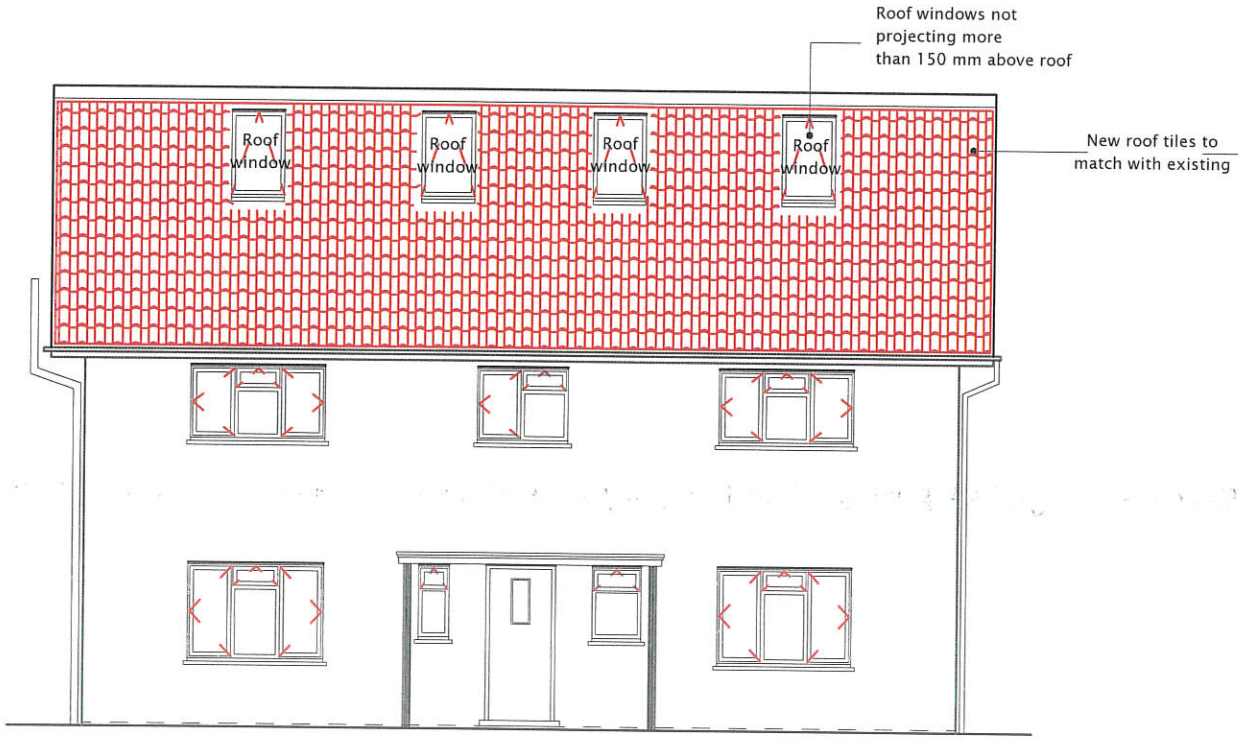 Roof windows not
projecting more
than 150 mm above roof
Roof
window
Roof
window
Roof
window
Roof
window
New roof tiles to
match with existing